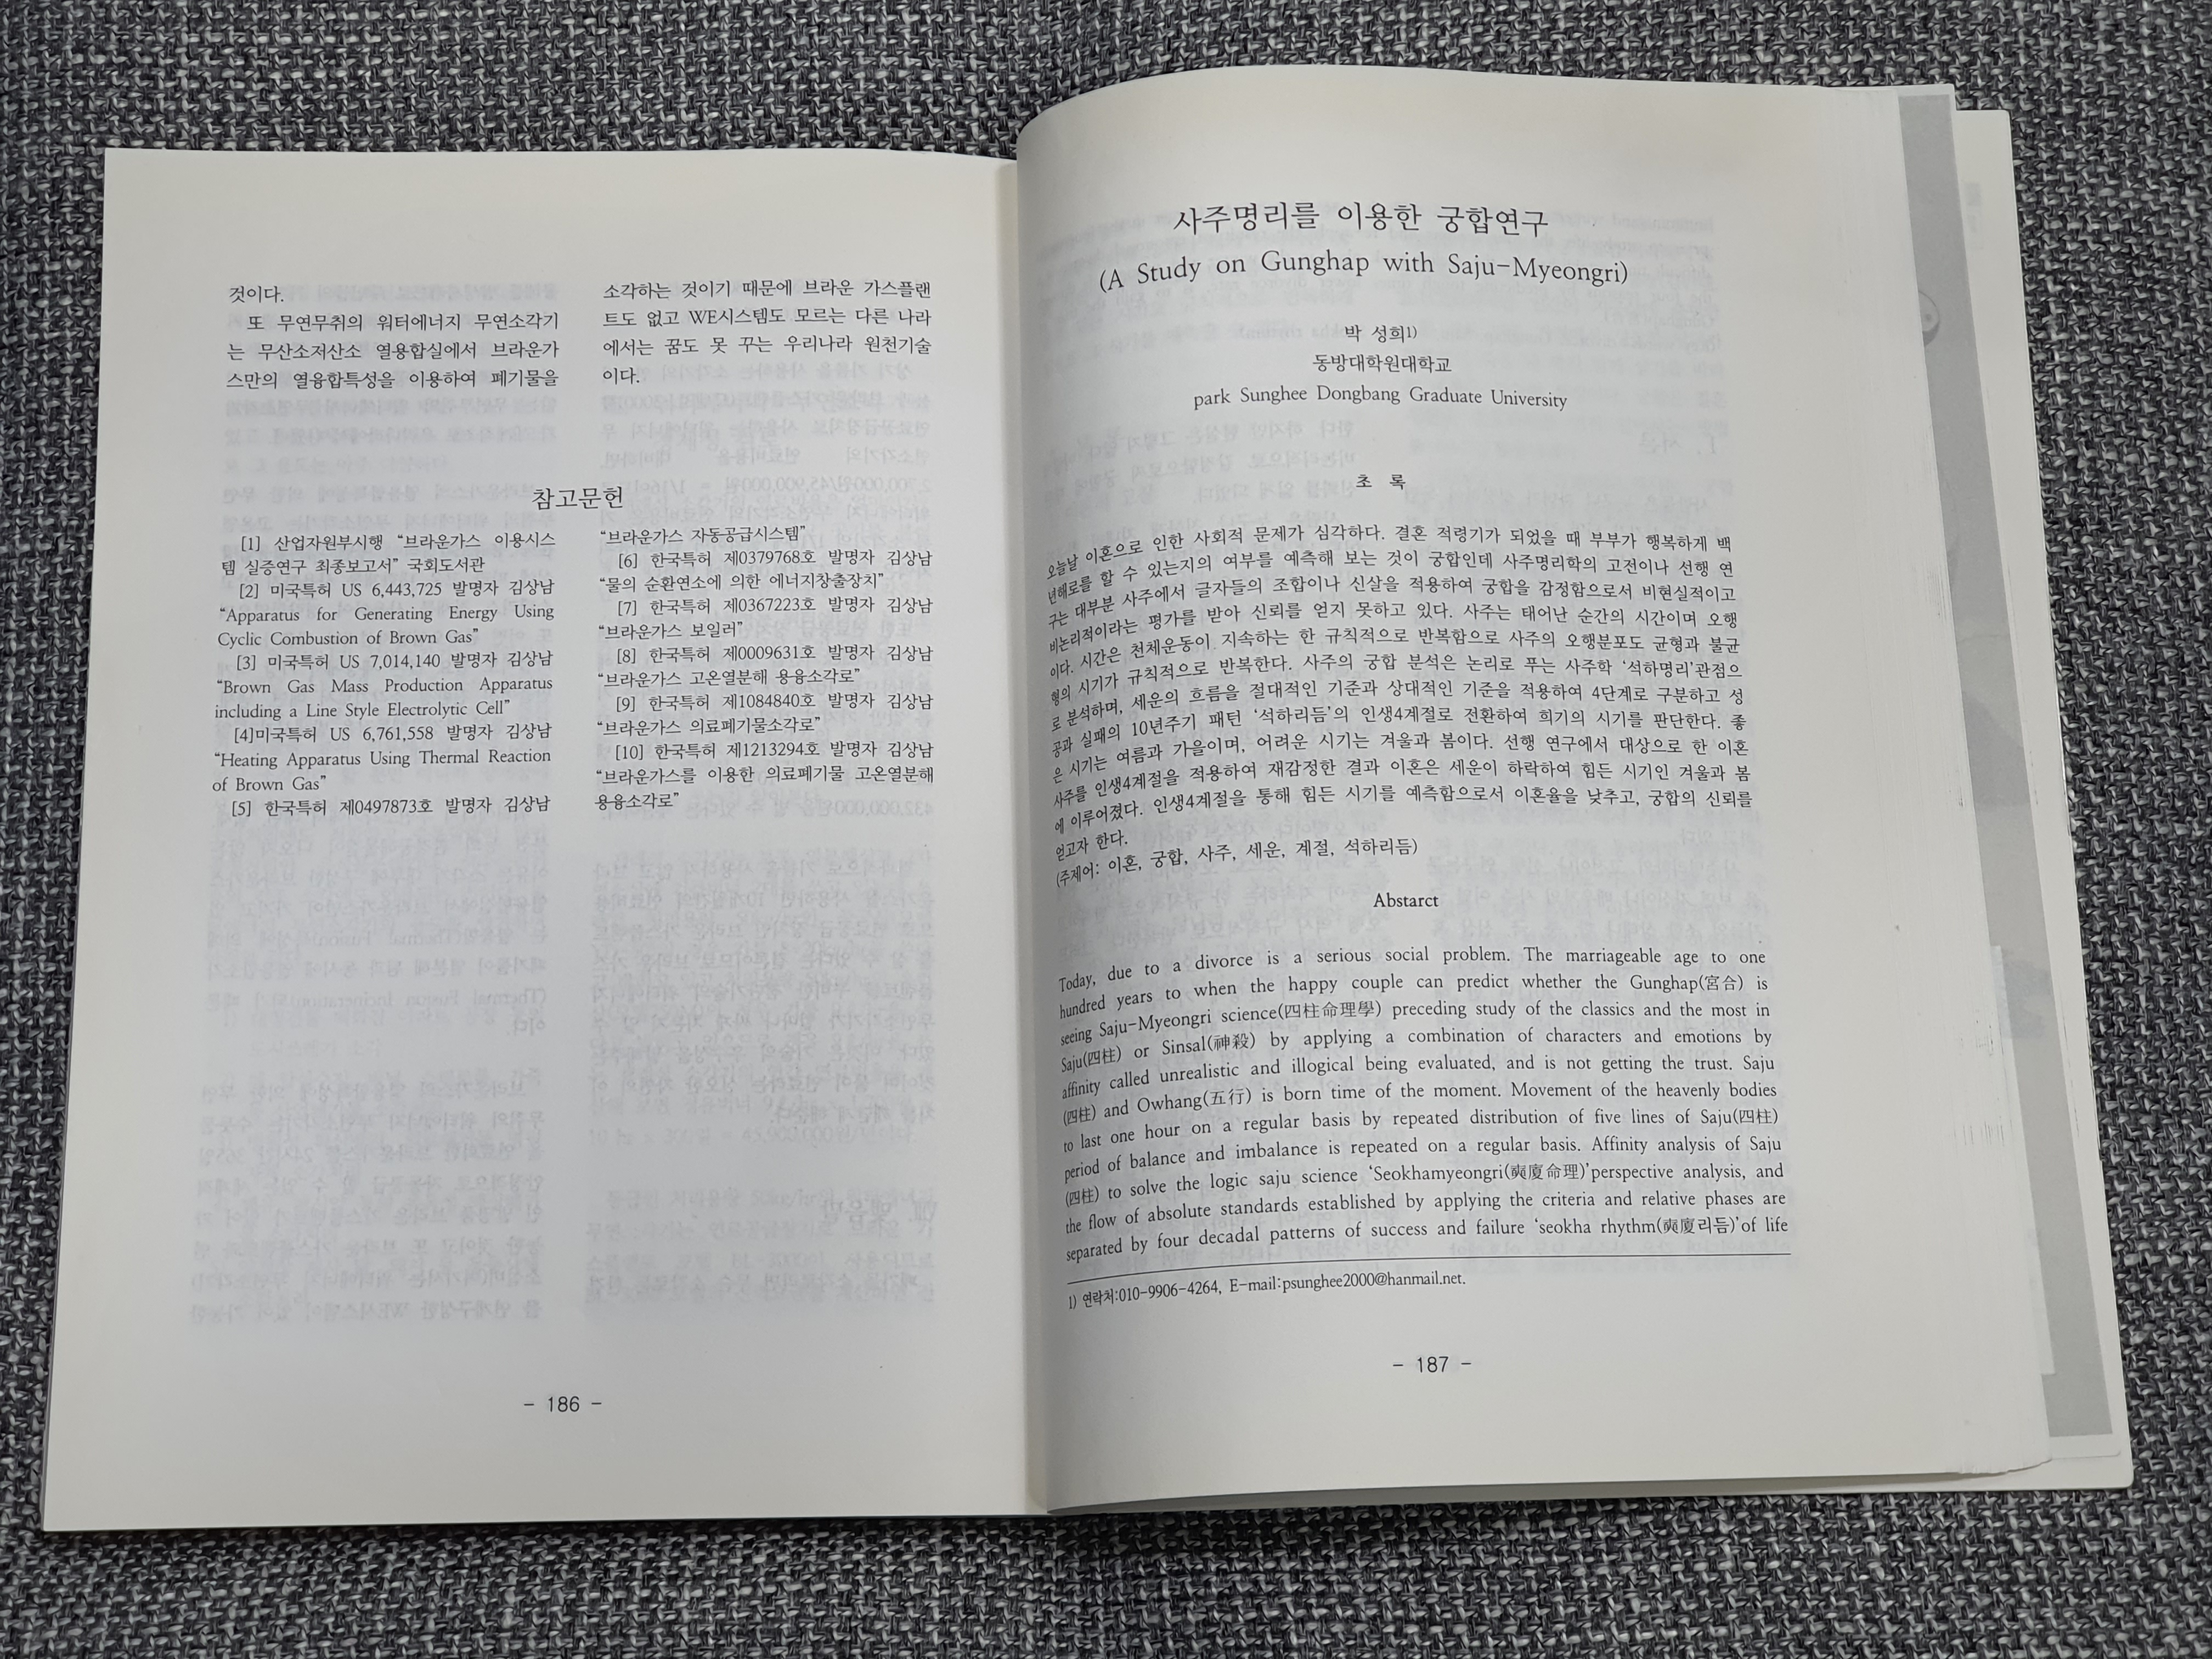 것이다.
또 무연무취의 워터에너지 무연소각기
는 무산소저산소 열용합실에서 브라운가
스만의 열융합특성을 이용하여 폐기물을
소각하는 것이기 때문에 브라운 가스플랜
트도 없고 WE시스템도 모르는 다른 나라
에서는 꿈도 못 꾸는 우리나라 원천기술
이다.
참고문헌
[1] 산업자원부시행 “브라운가스 이용시스
템 실증연구 최종보고서” 국회도서관
[2] 미국특허 US 6,443,725 발명자 김상남
“Apparatus for Generating Energy Using
Cyclic Combustion of Brown Gas”
[3] 미국특허 US 7,014,140 발명자 김상남
“Brown Gas Mass Production Apparatus
including a Line Style Electrolytic Cell”
[4]미국특허 US 6,761,558 발명자 김상남
“Heating Apparatus Using Thermal Reaction
of Brown Gas”
[5] 한국특허 제0497873호 발명자 김상남
“브라운가스 자동공급시스템”
[6] 한국특허 제0379768호 발명자 김상남
“물의 순환연소에 의한 에너지창출장치”
[7] 한국특허 제0367223호 발명자 김상남
“브라운가스 보일러”
[8] 한국특허 제0009631호 발명자 김상남
“브라운가스 고온열분해 용융소각로”
[9] 한국특허 제1084840호 발명자 김상남
“브라운가스 의료폐기물소각로”
[10] 한국특허 제1213294호 발명자 김상남
“브라운가스를 이용한 의료폐기물 고온열분해
용융소각로”
- 186 -
사주명리를 이용한 궁합연구
(A Study on Gunghap with Saju-Myeongri)
박 성희1)
동방대학원대학교
park Sunghee Dongbang Graduate University
초 록
오늘날 이혼으로 인한 사회적 문제가 심각하다. 결혼 적령기가 되었을 때 부부가 행복하게 백
년해로를 할 수 있는지의 여부를 예측해 보는 것이 궁합인데 사주명리학의 고전이나 선행 연
구는 대부분 사주에서 글자들의 조합이나 신살을 적용하여 궁합을 감정함으로서 비현실적이고
비논리적이라는 평가를 받아 신뢰를 얻지 못하고 있다. 사주는 태어난 순간의 시간이며 오행
이다. 시간은 천체운동이 지속하는 한 규칙적으로 반복함으로 사주의 오행분포도 균형과 불균
형의 시기가 규칙적으로 반복한다. 사주의 궁합 분석은 논리로 푸는 사주학 ‘석하명리’관점으
로 분석하며, 세운의 흐름을 절대적인 기준과 상대적인 기준을 적용하여 4단계로 구분하고 성
공과 실패의 10년주기 패턴 ‘석하리듬’의 인생4계절로 전환하여 희기의 시기를 판단한다. 좋
은 시기는 여름과 가을이며, 어려운 시기는 겨울과 봄이다. 선행 연구에서 대상으로 한 이혼
사주를 인생4계절을 적용하여 재감정한 결과 이혼은 세운이 하락하여 힘든 시기인 겨울과 봄
에 이루어졌다. 인생4계절을 통해 힘든 시기를 예측함으로서 이혼율을 낮추고, 궁합의 신뢰를
얻고자 한다.
(주제어: 이혼, 궁합, 사주, 세운, 계절, 석하리듬)
Abstarct
Today, due to a divorce is a serious social problem. The marriageable age to one
hundred years to when the happy couple can predict whether the Gunghap(宮合) is
seeing Saju-Myeongri science(四柱命理學) preceding study of the classics and the most in
Saju(四柱) or Sinsal(神殺) by applying a combination of characters and emotions by
affinity called unrealistic and illogical being evaluated, and is not getting the trust. Saju
(四柱) and Owhang(五行) is born time of the moment. Movement of the heavenly bodies
to last one hour on a regular basis by repeated distribution of five lines of Saju(四柱)
period of balance and imbalance is repeated on a regular basis. Affinity analysis of Saju
(四柱) to solve the logic saju science ‘Seokhamyeongri(奭廈命理)’perspective analysis, and
the flow of absolute standards established by applying the criteria and relative phases are
separated by four decadal patterns of success and failure ‘seokha rhythm(奭廈리듬)’of life
1) 연락처:010-9906-4264, E-mail:psunghee2000@hanmail.net.
- 187 -